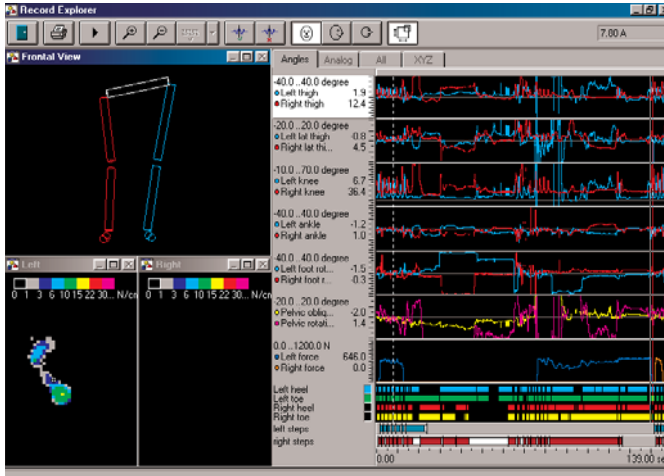 Record Explorer
7.00 A
Frontal View
Angles Analog All XYZ
-40.0...40.0 degree
Left thigh 1.9
Right thigh 12.4
-20.0...20.0 degree
Left lat thigh -0.8
Right lat thi... 4.5
-10.0...70.0 degree
Left knee 6.7
Right knee 36.4
-40.0...40.0 degree
Left ankle -1.2
Right ankle 1.0
-40.0...40.0 degree
Left foot rot... -1.5
Right foot r... -0.3
-20.0...20.0 degree
Pelvic obliq... -2.0
Pelvic rotati... 1.4
0.0...1200.0 N
Left force 646.0
Right force 0.0
Left heel
Left toe
Right heel
Right toe
left steps
right steps
0.00 139.00 se
Left
0 1 3 6 10 15 22 30... N/cn
Right
0 1 3 6 10 15 22 30... N/cn